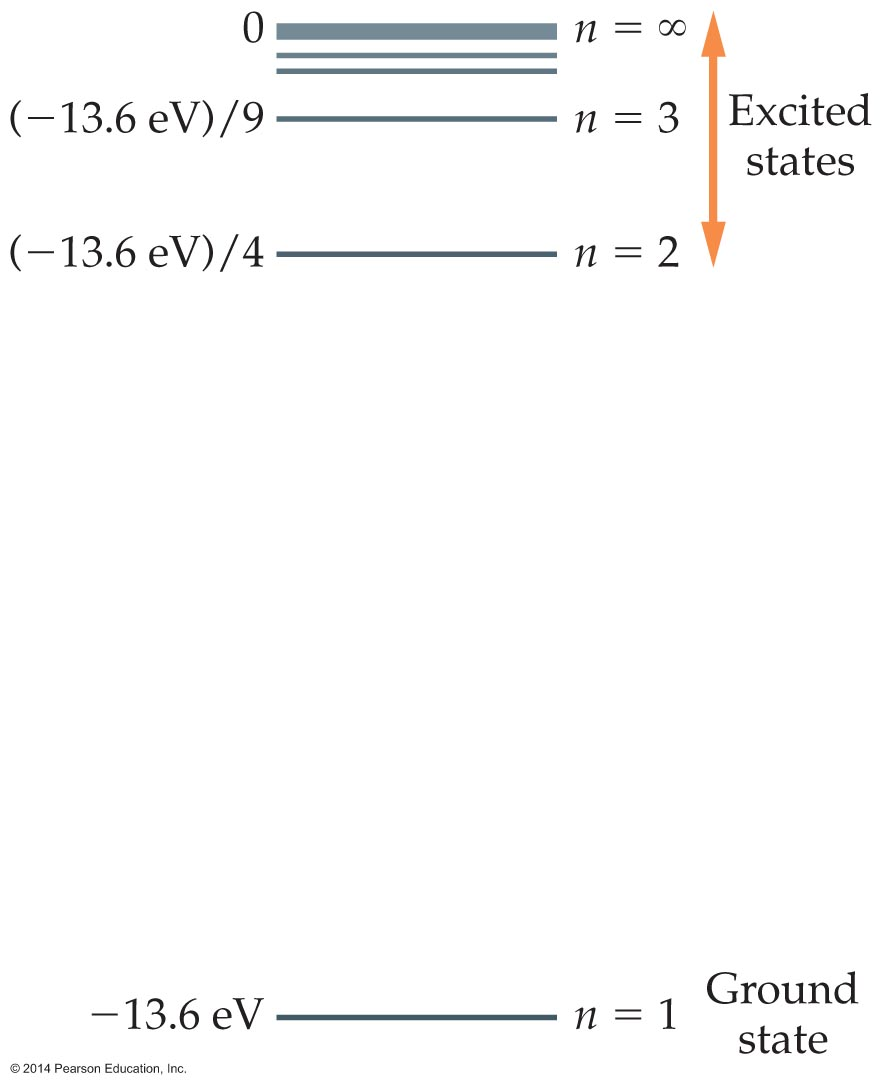 0 n = ∞
(−13.6 eV)/9 n = 3
Excited
states
(−13.6 eV)/4 n = 2
−13.6 eV n = 1
Ground
state
© 2014 Pearson Education, Inc.